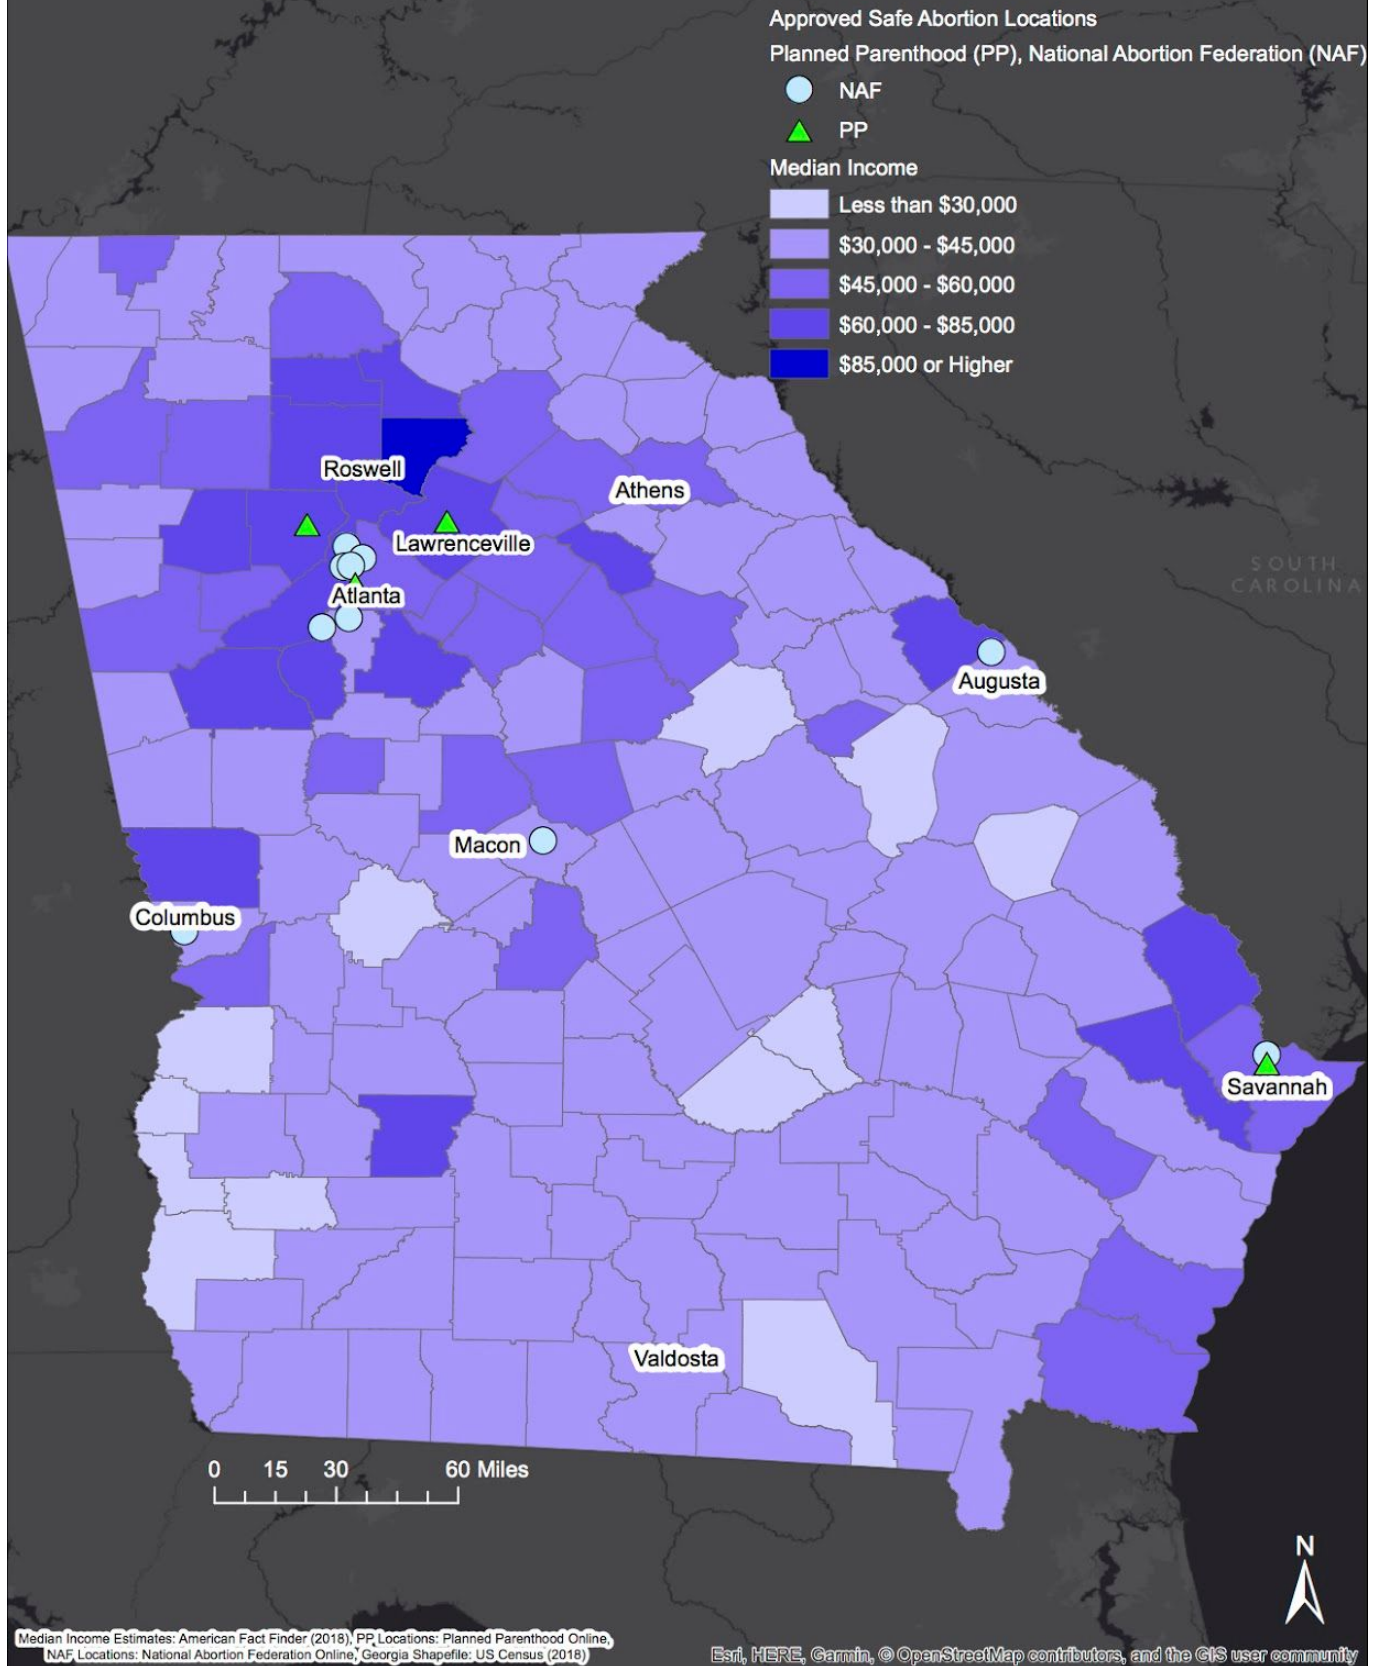 Approved Safe Abortion Locations
Planned Parenthood (PP), National Abortion Federation (NAF)
NAF
PP
Median Income
Less than $30,000
$30,000 - $45,000
$45,000 - $60,000
$60,000 - $85,000
$85,000 or Higher
Roswell
Athens
Lawrenceville
SOUTH
CAROLINA
Atlanta
Augusta
Macon
Columbus
Savannah
Valdosta
0 15 30 60 Miles
N
Median Income Estimates: American Fact Finder (2018), PP Locations: Planned Parenthood Online,
NAF Locations: National Abortion Federation Online, Georgia Shapefile: US Census (2018)
Esri, HERE, Garmin, © OpenStreetMap contributors, and the GIS user community